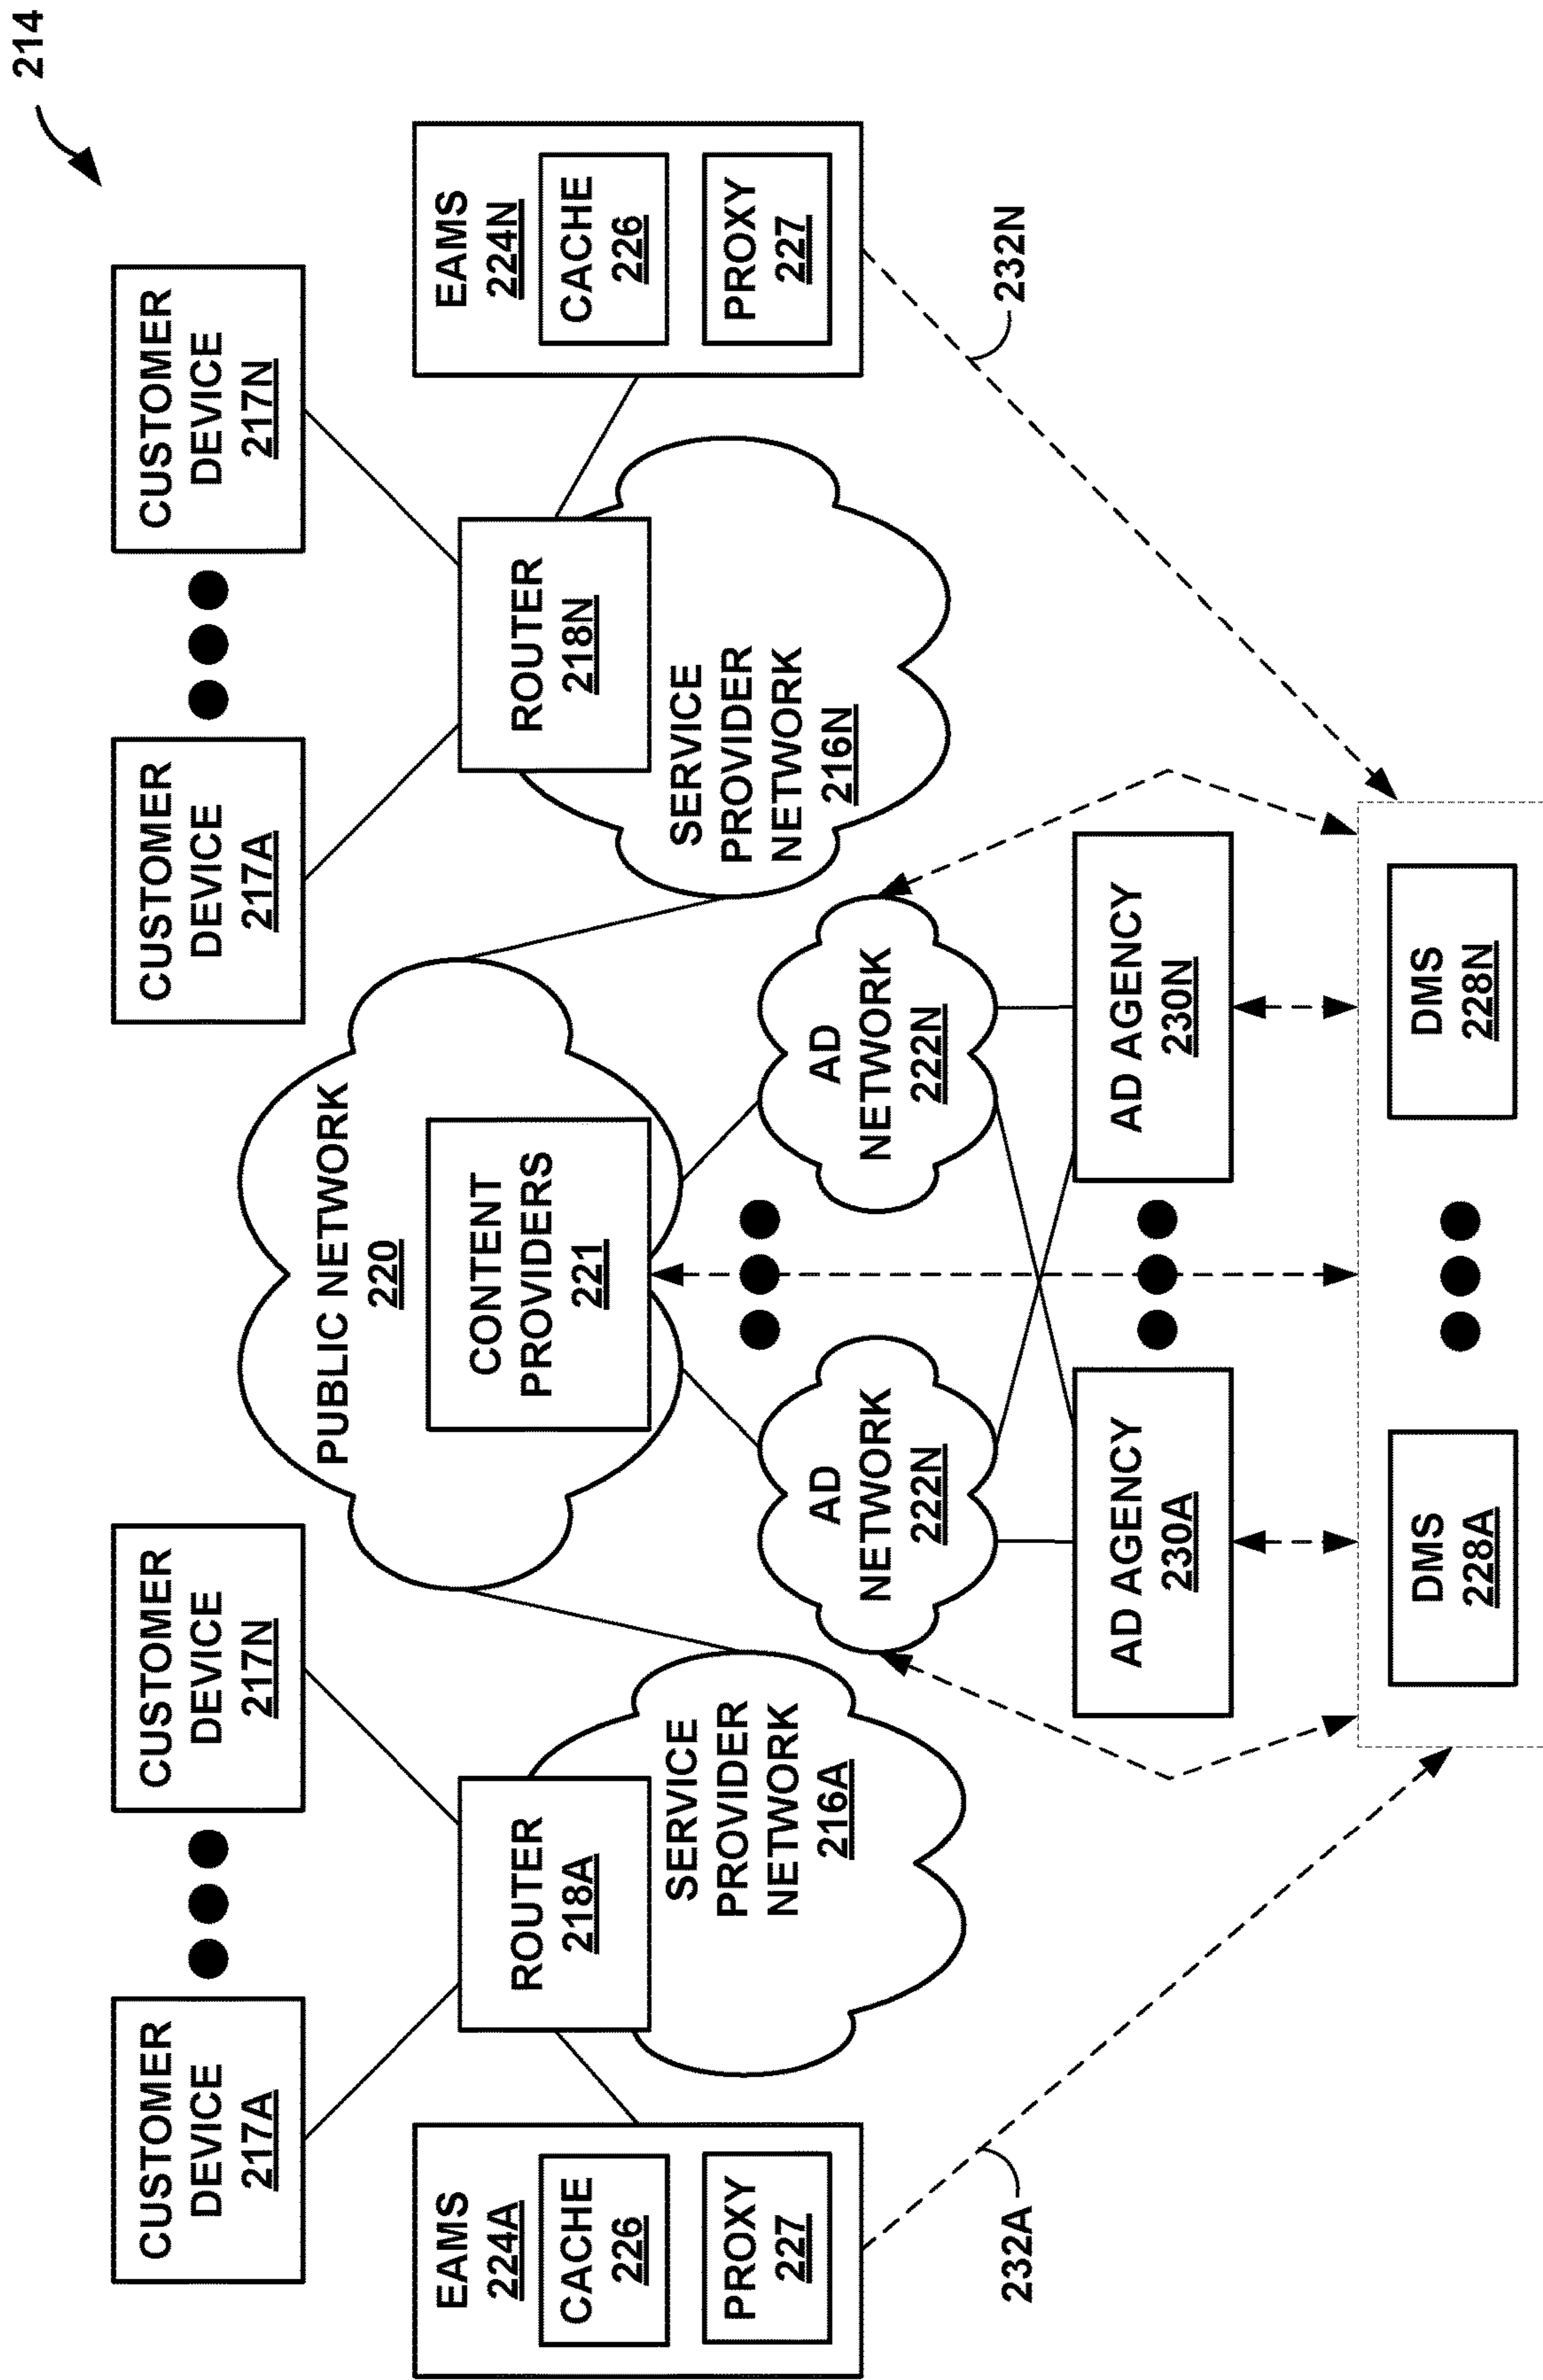 214
CUSTOMER
DEVICE
217A
CUSTOMER
DEVICE
217N
CUSTOMER
DEVICE
217A
CUSTOMER
DEVICE
217N
EAMS
224A
CACHE
226
PROXY
227
ROUTER
218A
SERVICE
PROVIDER
NETWORK
216A
PUBLIC NETWORK
220
CONTENT
PROVIDERS
221
ROUTER
218N
SERVICE
PROVIDER
NETWORK
216N
EAMS
224N
CACHE
226
PROXY
227
AD
NETWORK
222N
AD
NETWORK
222N
232A
232N
AD AGENCY
230A
AD AGENCY
230N
DMS
228A
DMS
228N